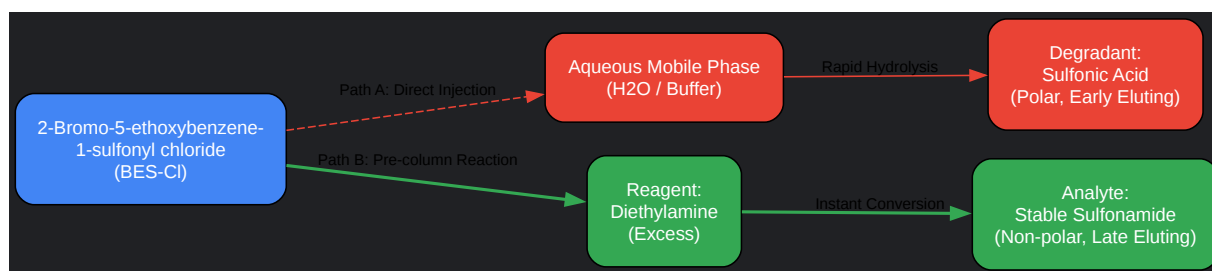 2-Bromo-5-ethoxybenzene-
1-sulfonyl chloride
(BES-Cl)
Path A: Direct Injection
Aqueous Mobile Phase
(H2O / Buffer)
Rapid Hydrolysis
Degradant:
Sulfonic Acid
(Polar, Early Eluting)
Path B: Pre-column Reaction
Reagent:
Diethylamine
(Excess)
Instant Conversion
Analyte:
Stable Sulfonamide
(Non-polar, Late Eluting)